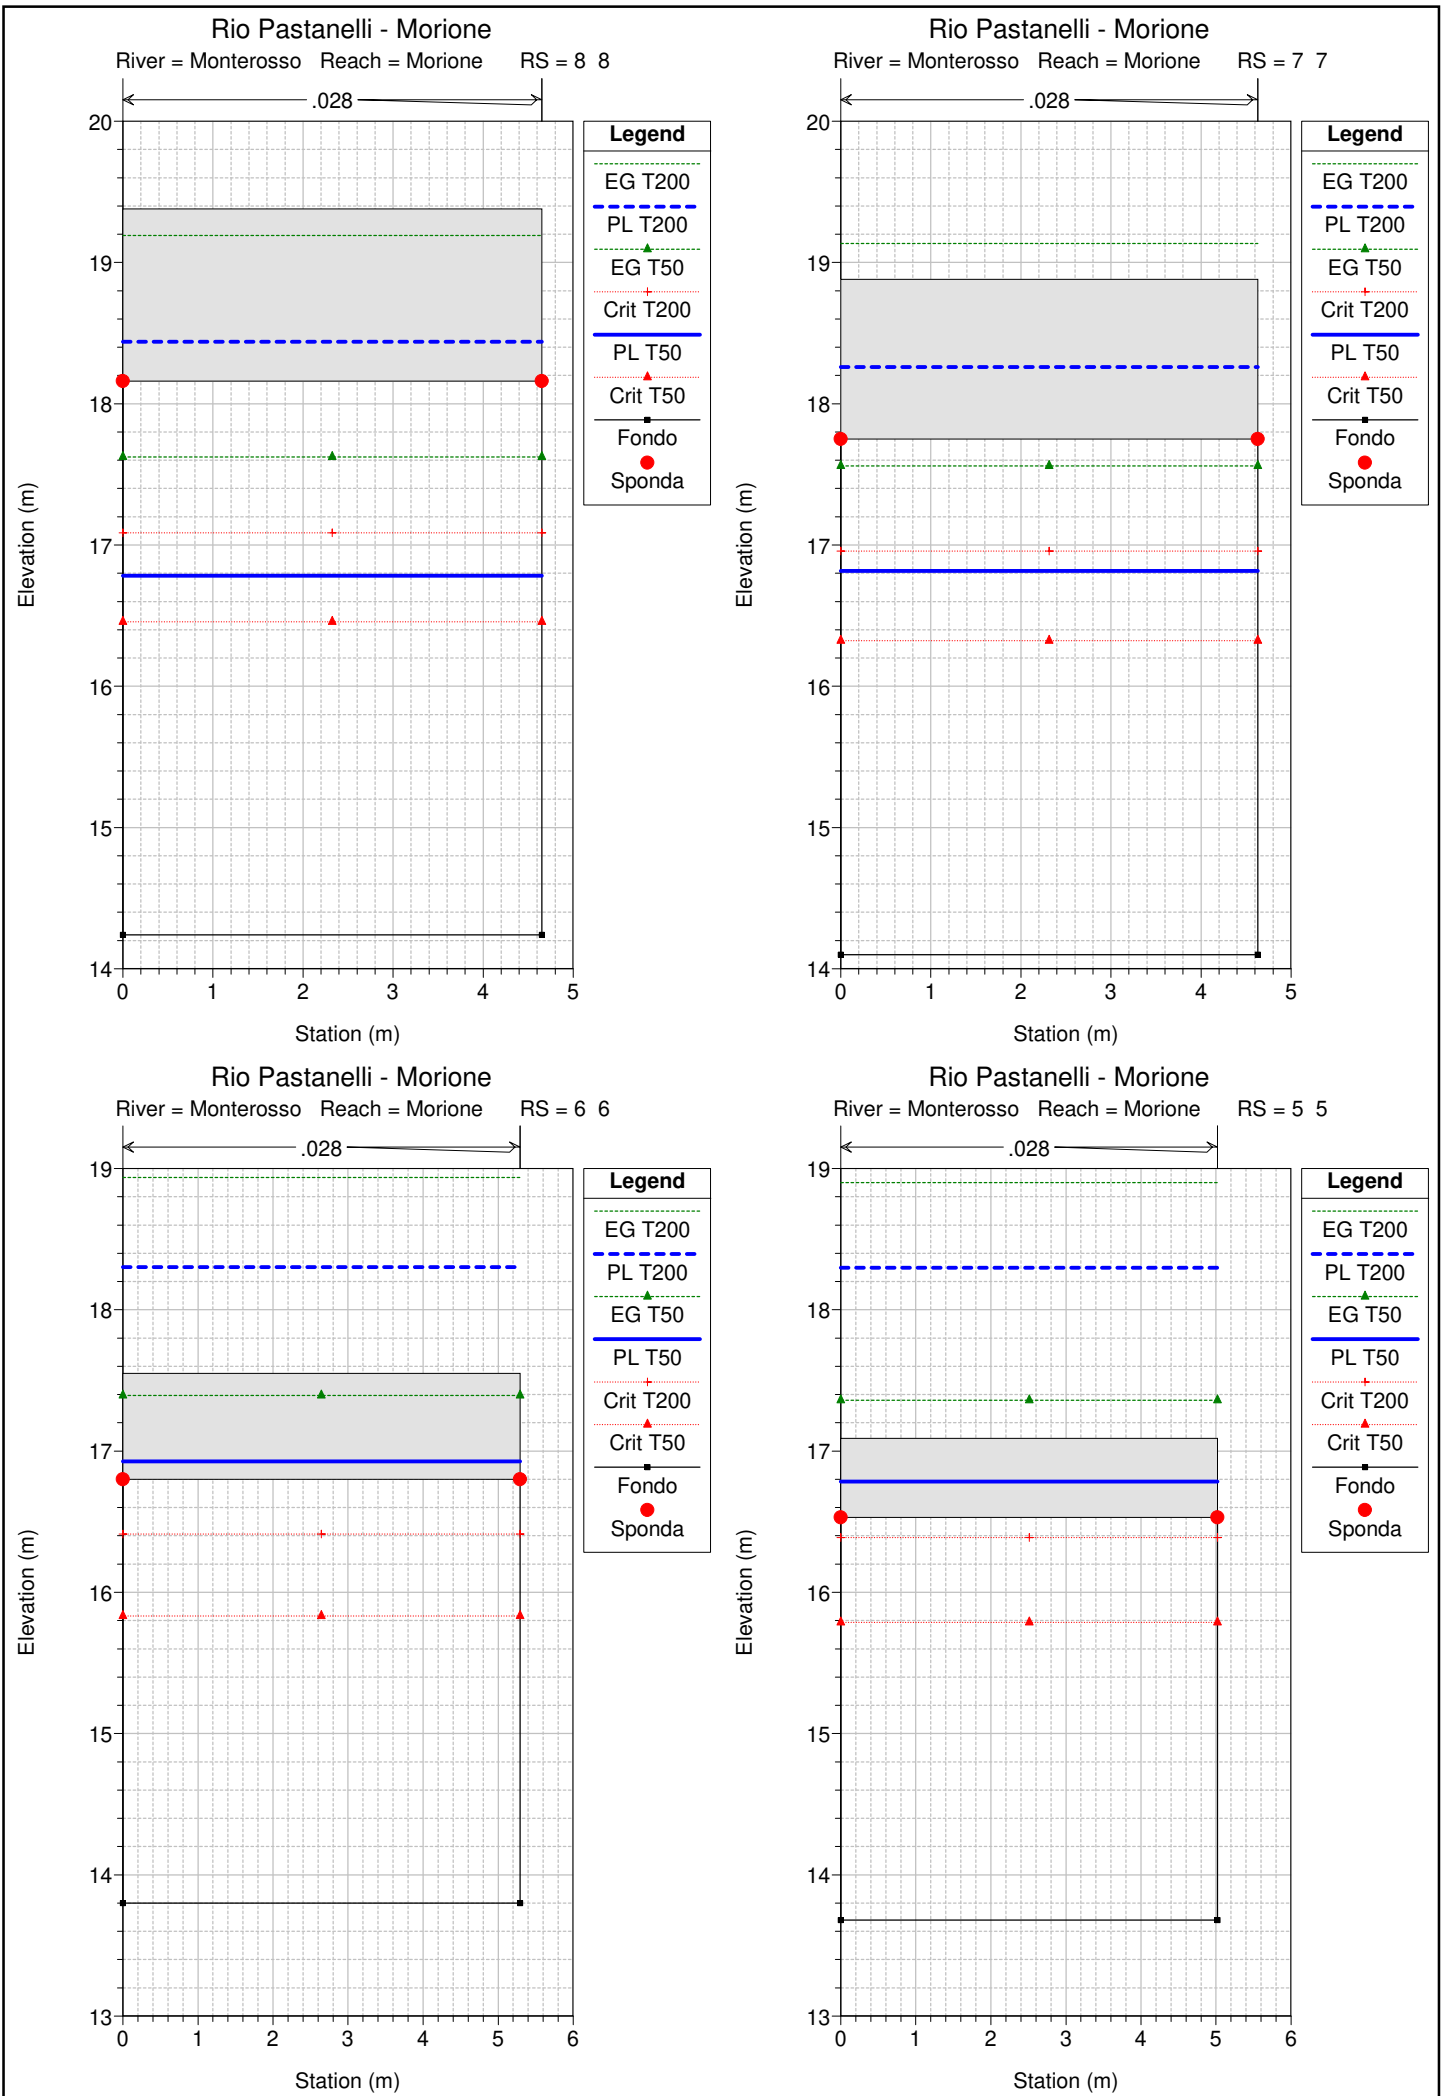 Rio Pastanelli - Morione
River = Monterosso Reach = Morione RS = 8 8
.028
20
19
18
17
16
15
14
0 1 2 3 4 5
Elevation (m)
Station (m)
Legend
EG T200
PL T200
EG T50
Crit T200
PL T50
Crit T50
Fondo
Sponda
Rio Pastanelli - Morione
River = Monterosso Reach = Morione RS = 7 7
.028
20
19
18
17
16
15
14
0 1 2 3 4 5
Elevation (m)
Station (m)
Legend
EG T200
PL T200
EG T50
Crit T200
PL T50
Crit T50
Fondo
Sponda
Rio Pastanelli - Morione
River = Monterosso Reach = Morione RS = 6 6
.028
19
18
17
16
15
14
13
0 1 2 3 4 5 6
Elevation (m)
Station (m)
Legend
EG T200
PL T200
EG T50
PL T50
Crit T200
Crit T50
Fondo
Sponda
Rio Pastanelli - Morione
River = Monterosso Reach = Morione RS = 5 5
.028
19
18
17
16
15
14
13
0 1 2 3 4 5 6
Elevation (m)
Station (m)
Legend
EG T200
PL T200
EG T50
PL T50
Crit T200
Crit T50
Fondo
Sponda